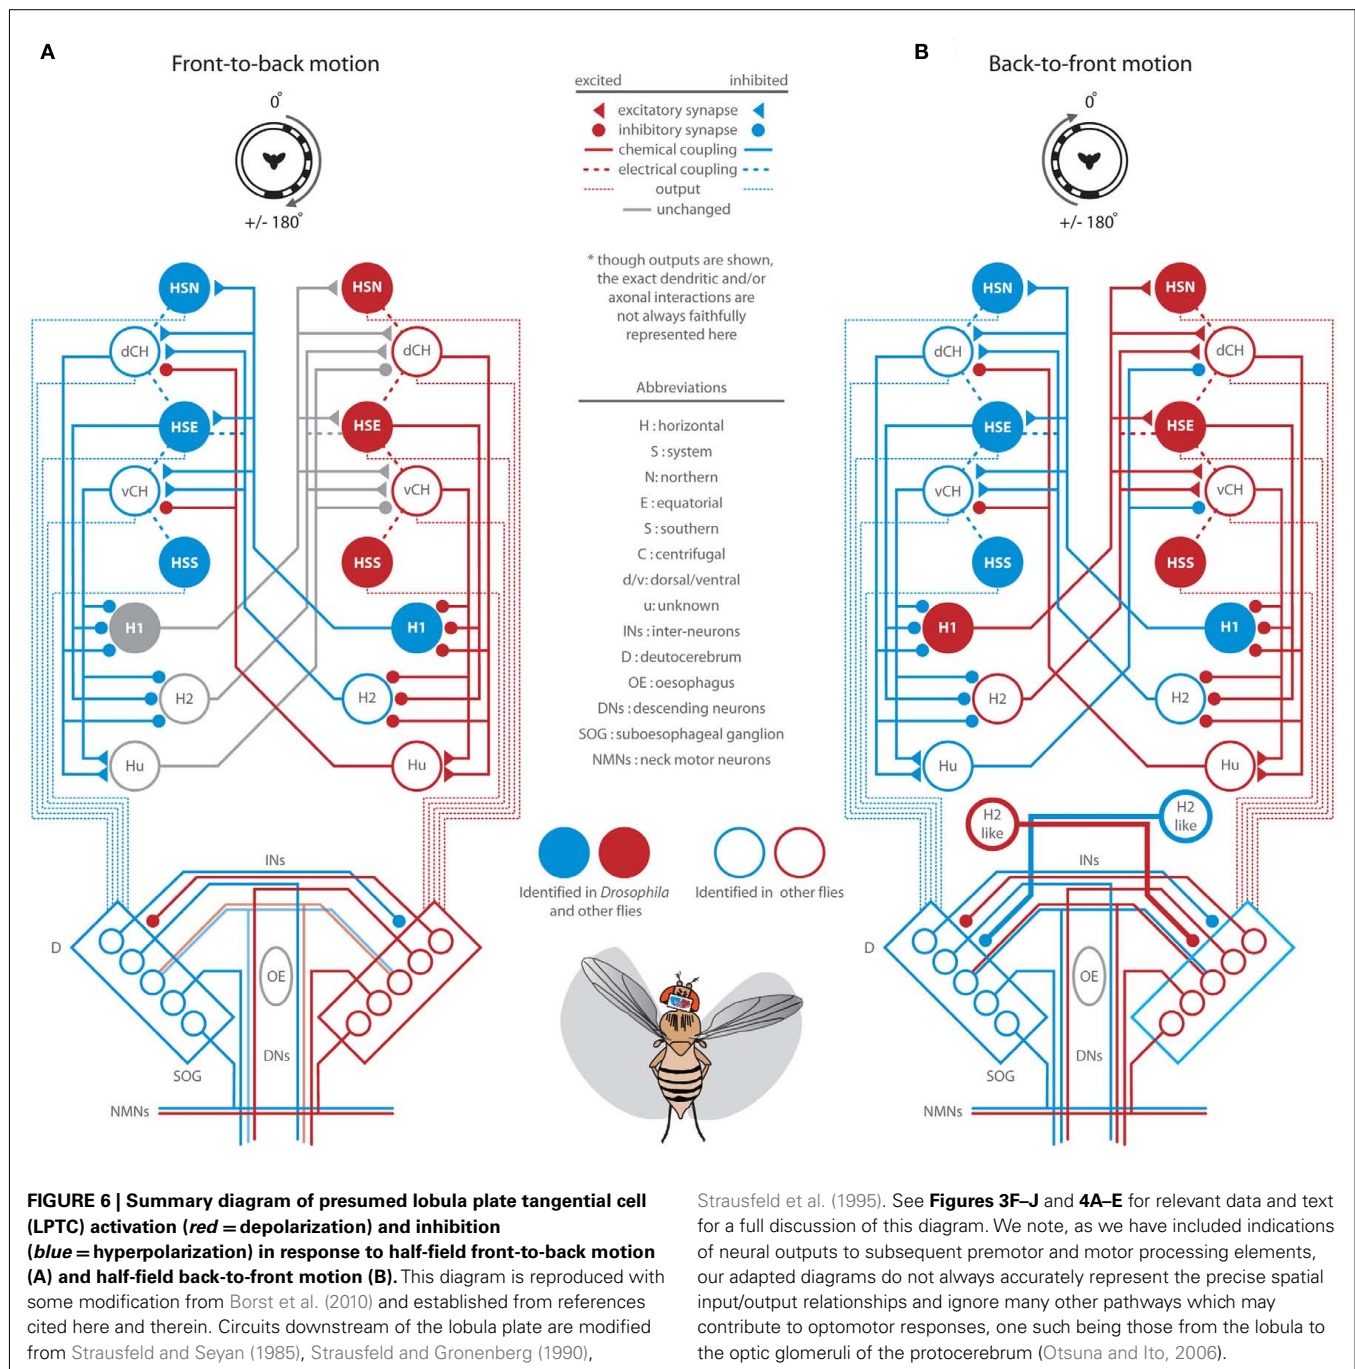 A
Front-to-back motion
0°
+/- 180°
excited inhibited
excitatory synapse
inhibitory synapse
chemical coupling
electrical coupling
output
unchanged
* though outputs are shown,
the exact dendritic and/or
axonal interactions are
not always faithfully
represented here
Abbreviations
H : horizontal
S : system
N: northern
E : equatorial
S : southern
C : centrifugal
d/v: dorsal/ventral
u: unknown
INs : inter-neurons
D : deutocerebrum
OE : oesophagus
DNs : descending neurons
SOG : suboesophageal ganglion
NMNs : neck motor neurons
Identified in Drosophila
and other flies
Identified in other flies
HSN HSN
dCH dCH
HSE HSE
vCH vCH
HSS HSS
H1 H1
H2 H2
Hu Hu
INs
D
OE
DNs
SOG
NMNs
B
Back-to-front motion
0°
+/- 180°
HSN HSN
dCH dCH
HSE HSE
vCH vCH
HSS HSS
H1 H1
H2 H2
Hu Hu
H2
like
H2
like
INs
D
OE
DNs
SOG
NMNs
FIGURE 6 | Summary diagram of presumed lobula plate tangential cell
(LPTC) activation (red = depolarization) and inhibition
(blue = hyperpolarization) in response to half-field front-to-back motion
(A) and half-field back-to-front motion (B). This diagram is reproduced with
some modification from Borst et al. (2010) and established from references
cited here and therein. Circuits downstream of the lobula plate are modified
from Strausfeld and Seyan (1985), Strausfeld and Gronenberg (1990),
Strausfeld et al. (1995). See Figures 3F–J and 4A–E for relevant data and text
for a full discussion of this diagram. We note, as we have included indications
of neural outputs to subsequent premotor and motor processing elements,
our adapted diagrams do not always accurately represent the precise spatial
input/output relationships and ignore many other pathways which may
contribute to optomotor responses, one such being those from the lobula to
the optic glomeruli of the protocerebrum (Otsuna and Ito, 2006).